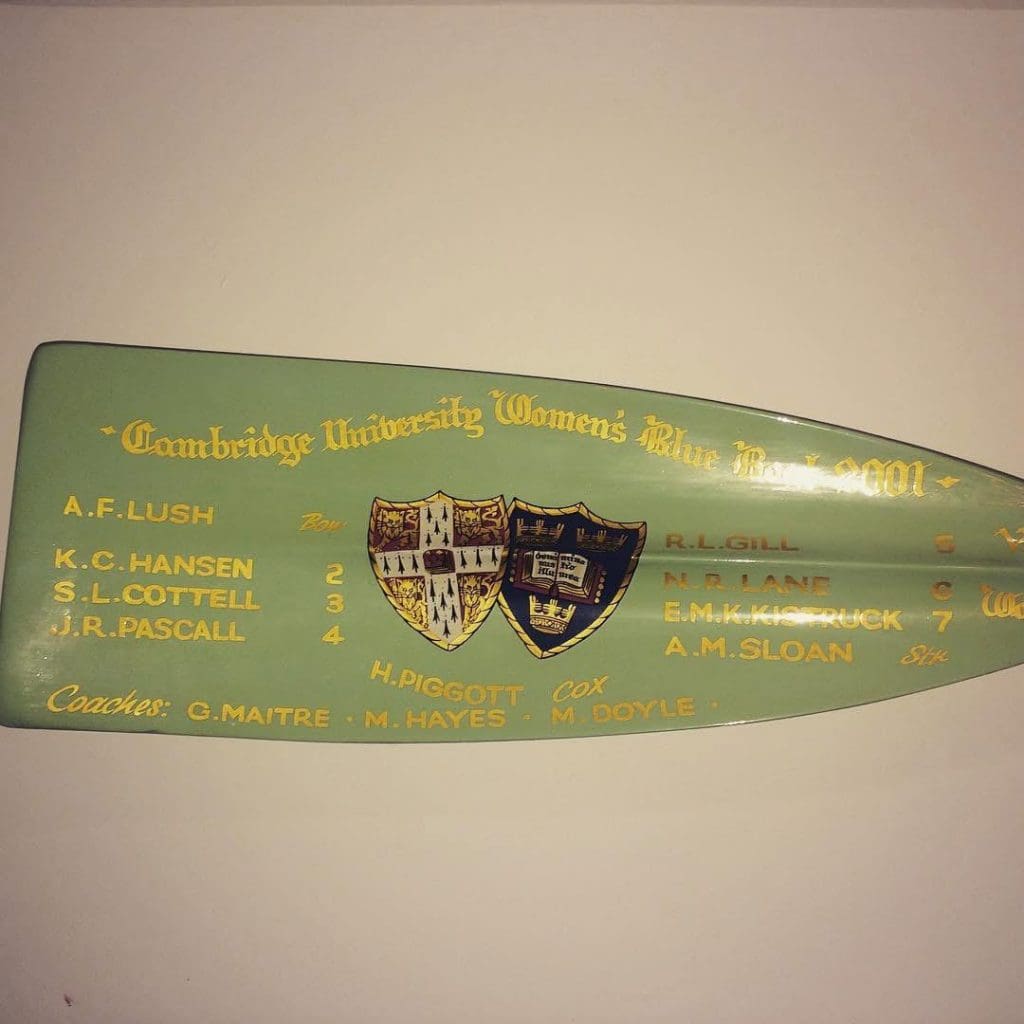 Cambridge University Women's Blue Boat 2001
A.F.LUSH Bow
K.C.HANSEN 2
S.L.COTTELL 3
J.R.PASCALL 4
R.L.GILL 5
N.R.LANE 6
E.M.K.KISTRUCK 7
A.M.SLOAN Str
H.PIGGOTT COX
Coaches: G.MAITRE · M.HAYES · M.DOYLE ·